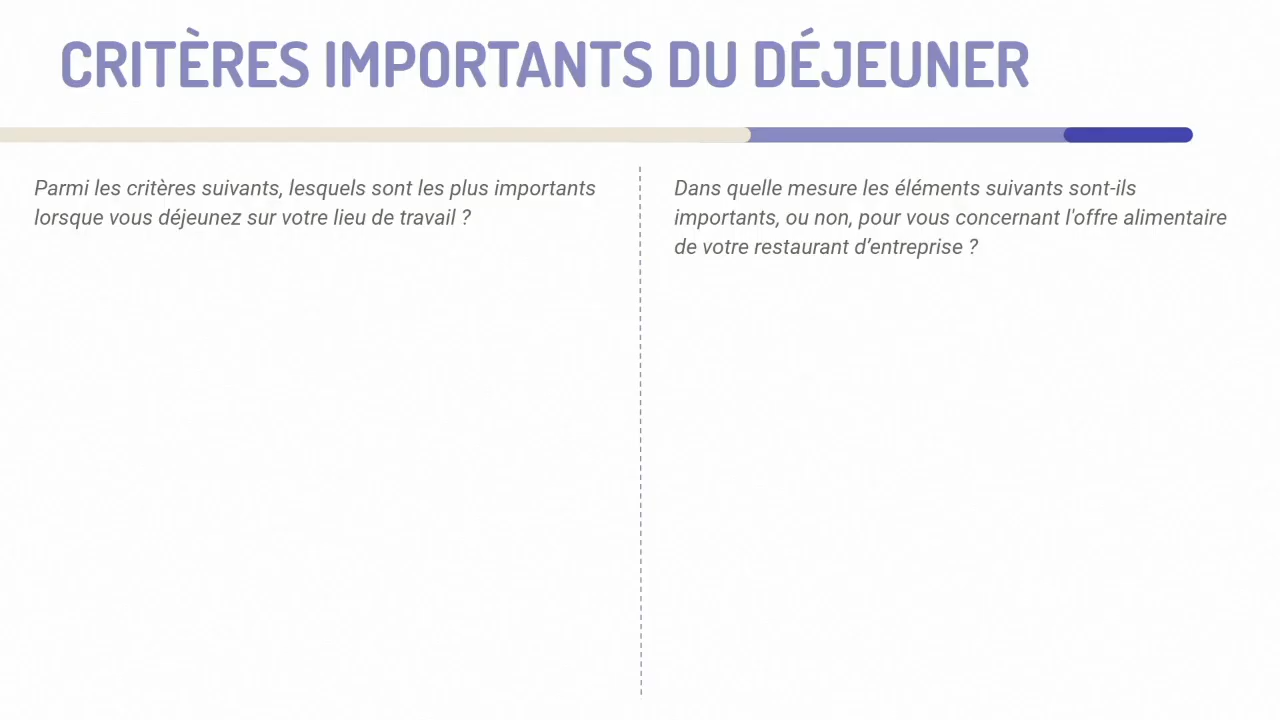 CRITÈRES IMPORTANTS DU DÉJEUNER
Parmi les critères suivants, lesquels sont les plus importants
lorsque vous déjeunez sur votre lieu de travail ?
Dans quelle mesure les éléments suivants sont-ils
importants, ou non, pour vous concernant l'offre alimentaire
de votre restaurant d’entreprise ?